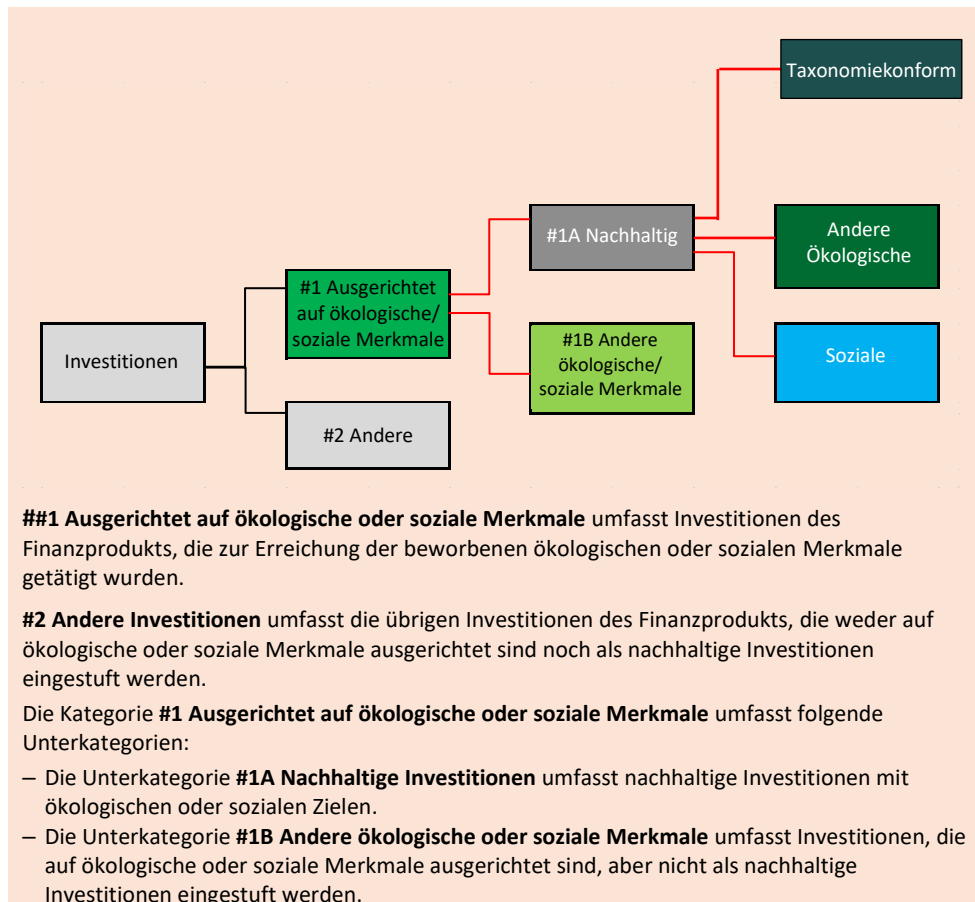 Taxonomiekonform
#1A Nachhaltig
Andere
Ökologische
#1 Ausgerichtet
auf ökologische/
soziale Merkmale
Investitionen
#1B Andere
ökologische/
soziale Merkmale
Soziale
#2 Andere
##1 Ausgerichtet auf ökologische oder soziale Merkmale umfasst Investitionen des
Finanzprodukts, die zur Erreichung der beworbenen ökologischen oder sozialen Merkmale
getätigt wurden.
#2 Andere Investitionen umfasst die übrigen Investitionen des Finanzprodukts, die weder auf
ökologische oder soziale Merkmale ausgerichtet sind noch als nachhaltige Investitionen
eingestuft werden.
Die Kategorie #1 Ausgerichtet auf ökologische oder soziale Merkmale umfasst folgende
Unterkategorien:
– Die Unterkategorie #1A Nachhaltige Investitionen umfasst nachhaltige Investitionen mit
ökologischen oder sozialen Zielen.
– Die Unterkategorie #1B Andere ökologische oder soziale Merkmale umfasst Investitionen, die
auf ökologische oder soziale Merkmale ausgerichtet sind, aber nicht als nachhaltige
Investitionen eingestuft werden.